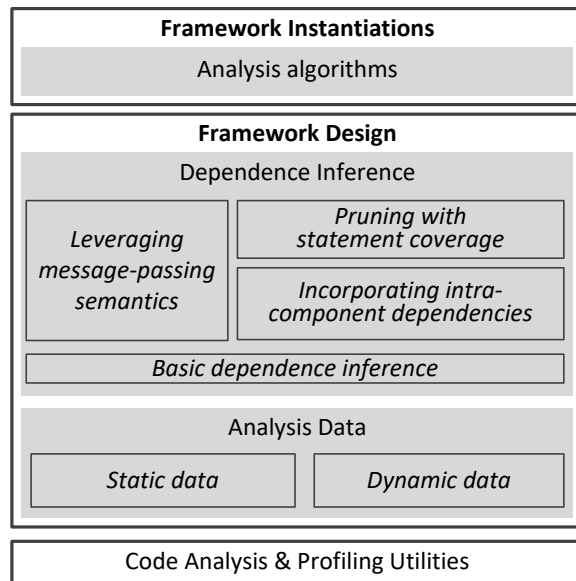 Framework Instantiations
Analysis algorithms
Framework Design
Dependence Inference
Leveraging
message-passing
semantics
Pruning with
statement coverage
Incorporating intra-
component dependencies
Basic dependence inference
Analysis Data
Static data
Dynamic data
Code Analysis & Profiling Utilities